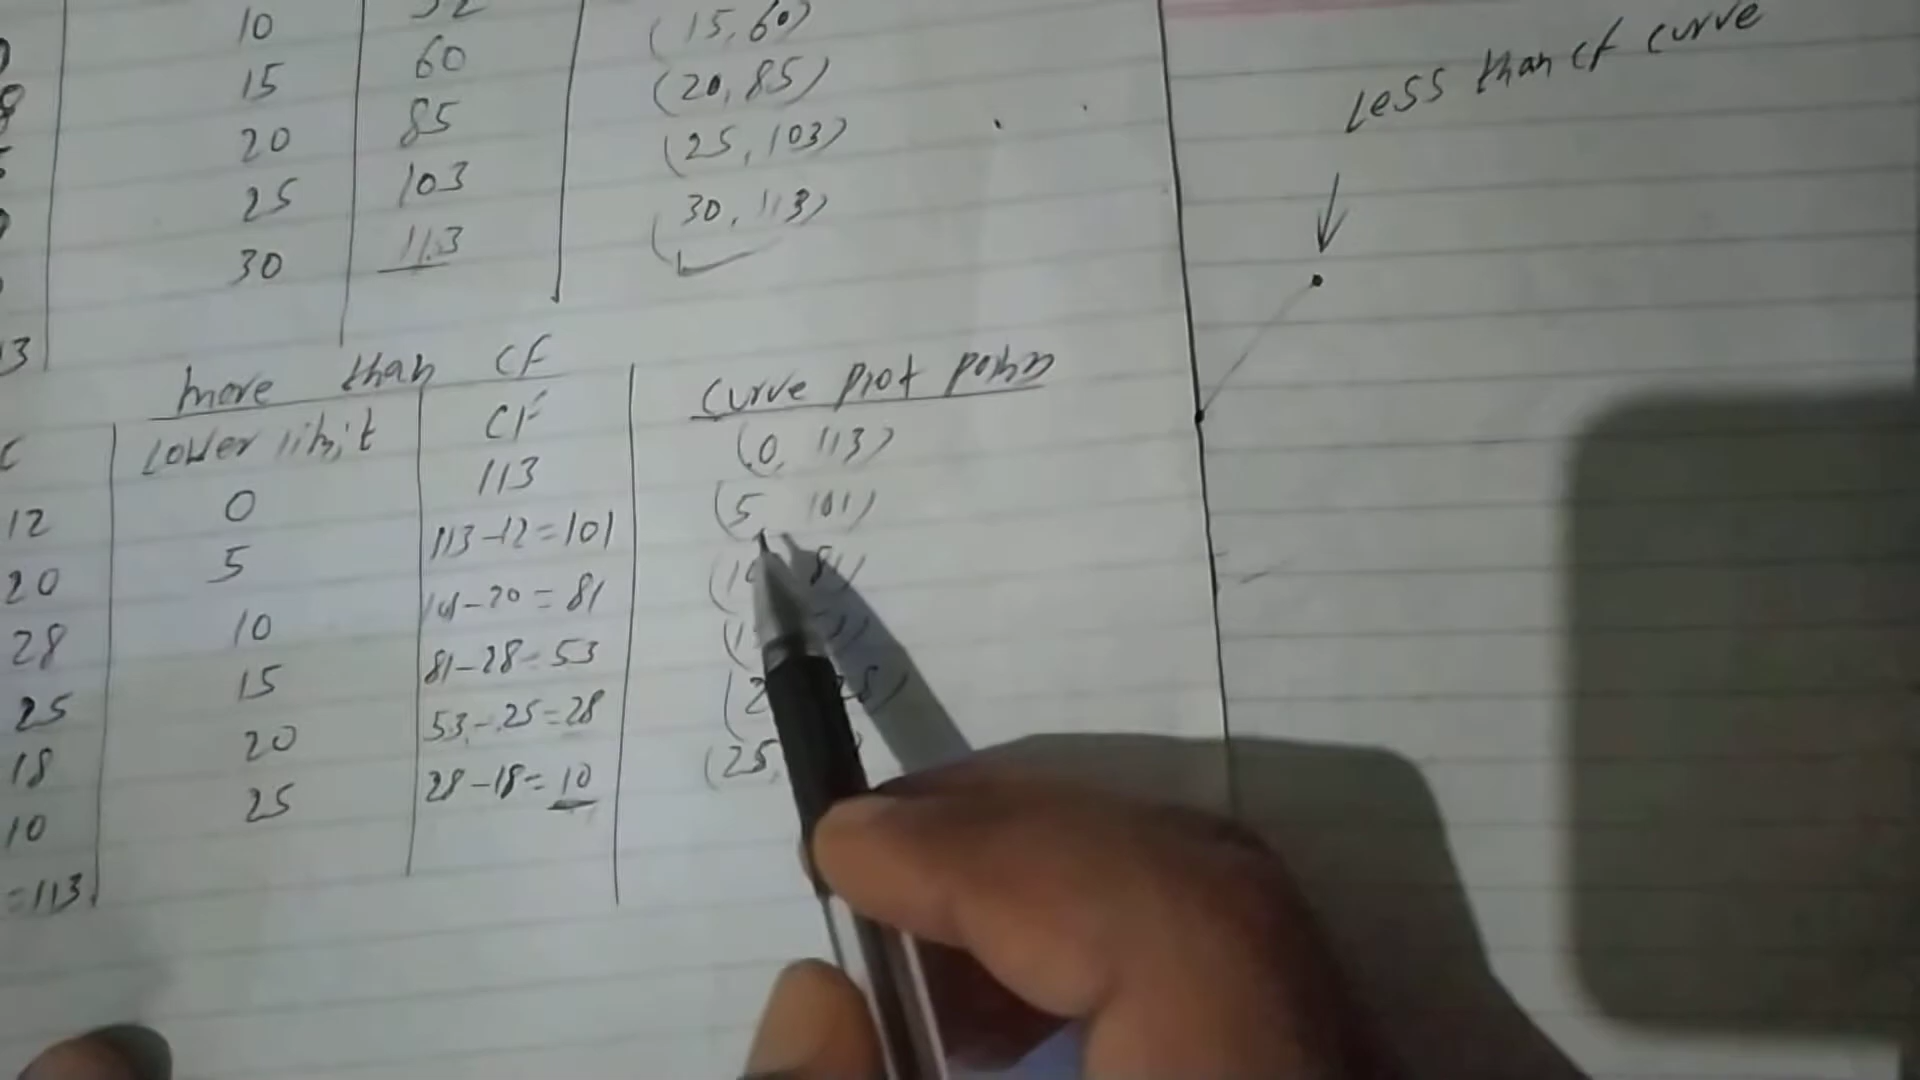 10
15 60 (15,60)
20 85 (20, 85)
25 103 (25, 103)
30 113 (30, 113)
Less than cf curve
more than CF
Lower limit CF curve plot points
12 0 113 (0, 113)
20 5 113-12=101 (5 101)
28 10 101-20=81 81)
25 15 81-28=53
18 20 53-25=28
10 25 28-18=10 (25,
=113